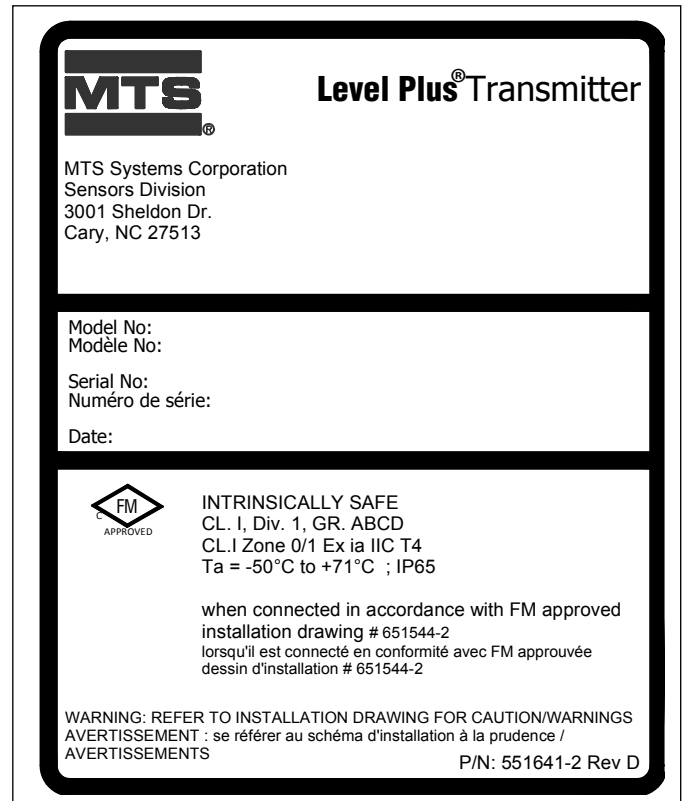 MTS
®
Level Plus® Transmitter
MTS Systems Corporation
Sensors Division
3001 Sheldon Dr.
Cary, NC 27513
Model No:
Modèle No:
Serial No:
Numéro de série:
Date:
C FM
APPROVED
INTRINSICALLY SAFE
CL. I, Div. 1, GR. ABCD
CL.I Zone 0/1 Ex ia IIC T4
Ta = -50°C to +71°C ; IP65
when connected in accordance with FM approved
installation drawing # 651544-2
lorsqu'il est connecté en conformité avec FM approuvée
dessin d'installation # 651544-2
WARNING: REFER TO INSTALLATION DRAWING FOR CAUTION/WARNINGS
AVERTISSEMENT : se référer au schéma d'installation à la prudence /
AVERTISSEMENTS
P/N: 551641-2 Rev D